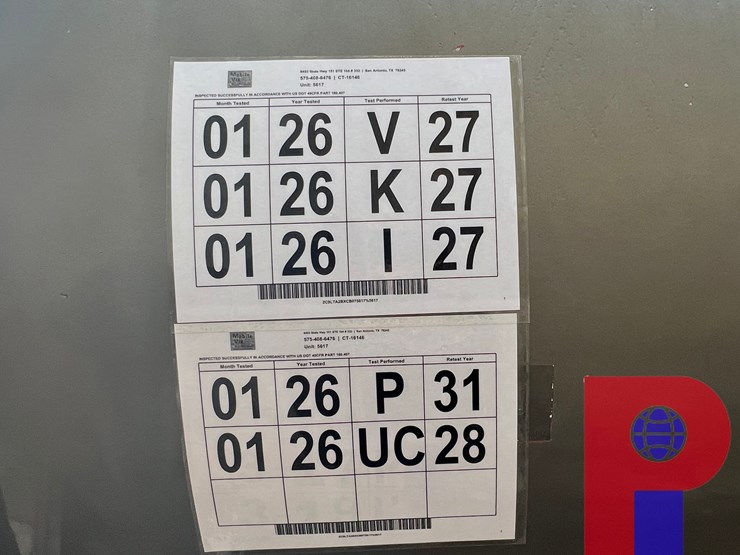 575-408-6476 | CT-16146
Unit: 5617
INSPECTED SUCCESSFULLY IN ACCORDANCE WITH US DOT 49CFR PART 180.407
Month Tested Year Tested Test Performed Retest Year
01 26 V 27
01 26 K 27
01 26 I 27
575-408-6476 | CT-16146
Unit: 5617
INSPECTED SUCCESSFULLY IN ACCORDANCE WITH US DOT 49CFR PART 180.407
Month Tested Year Tested Test Performed Retest Year
01 26 P 31
01 26 UC 28